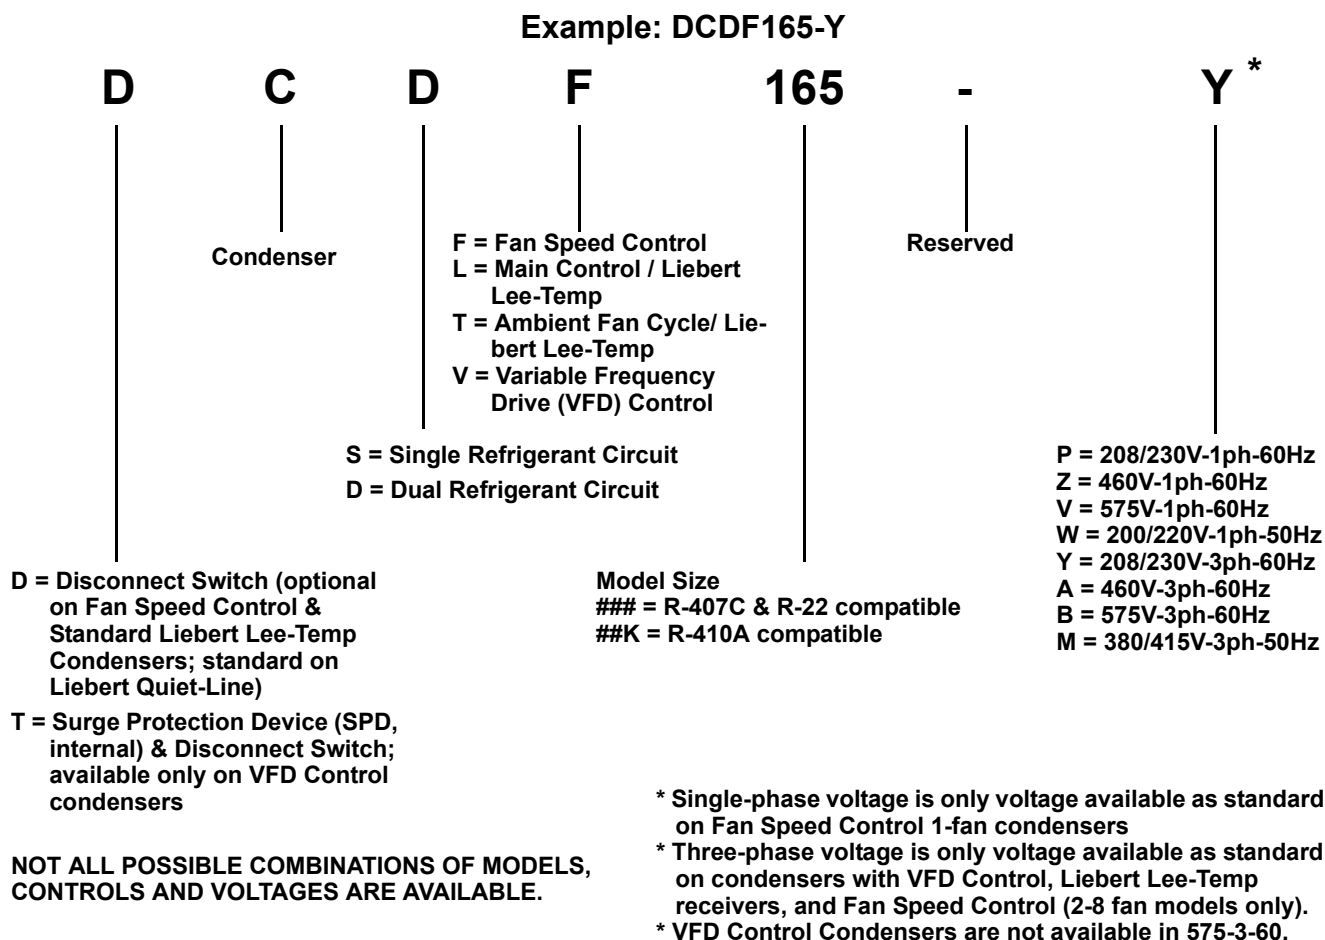 Example: DCDF165-Y
D C D F 165 - Y *
Condenser
F = Fan Speed Control
L = Main Control / Liebert
Lee-Temp
T = Ambient Fan Cycle/ Lie-
bert Lee-Temp
V = Variable Frequency
Drive (VFD) Control
Reserved
S = Single Refrigerant Circuit
D = Dual Refrigerant Circuit
P = 208/230V-1ph-60Hz
Z = 460V-1ph-60Hz
V = 575V-1ph-60Hz
W = 200/220V-1ph-50Hz
Y = 208/230V-3ph-60Hz
A = 460V-3ph-60Hz
B = 575V-3ph-60Hz
M = 380/415V-3ph-50Hz
D = Disconnect Switch (optional
on Fan Speed Control &
Standard Liebert Lee-Temp
Condensers; standard on
Liebert Quiet-Line)
T = Surge Protection Device (SPD,
internal) & Disconnect Switch;
available only on VFD Control
condensers
Model Size
### = R-407C & R-22 compatible
##K = R-410A compatible
NOT ALL POSSIBLE COMBINATIONS OF MODELS,
CONTROLS AND VOLTAGES ARE AVAILABLE.
* Single-phase voltage is only voltage available as standard
on Fan Speed Control 1-fan condensers
* Three-phase voltage is only voltage available as standard
on condensers with VFD Control, Liebert Lee-Temp
receivers, and Fan Speed Control (2-8 fan models only).
* VFD Control Condensers are not available in 575-3-60.